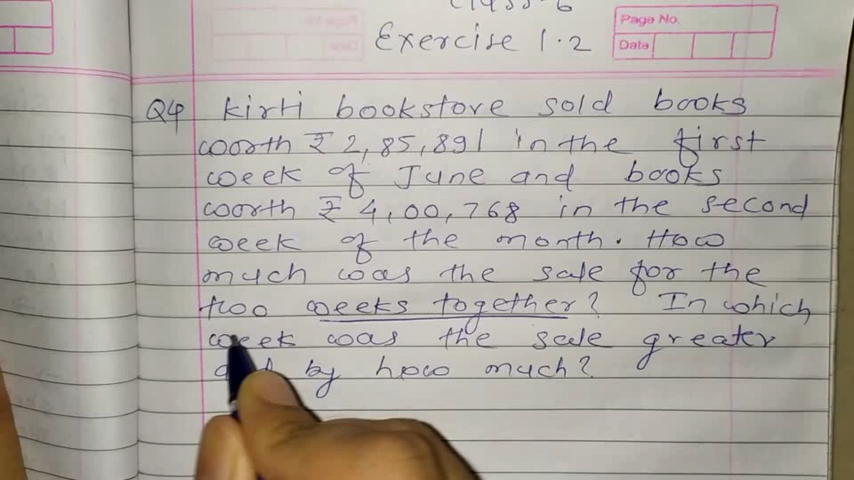 Exercise 1.2
Page No.
Date
Q4 Kirti bookstore sold books
worth ₹ 2,85,891 in the first
week of June and books
worth ₹ 4,00,768 in the second
week of the month. How
much was the sale for the
two weeks together? In which
week was the sale greater
by how much?